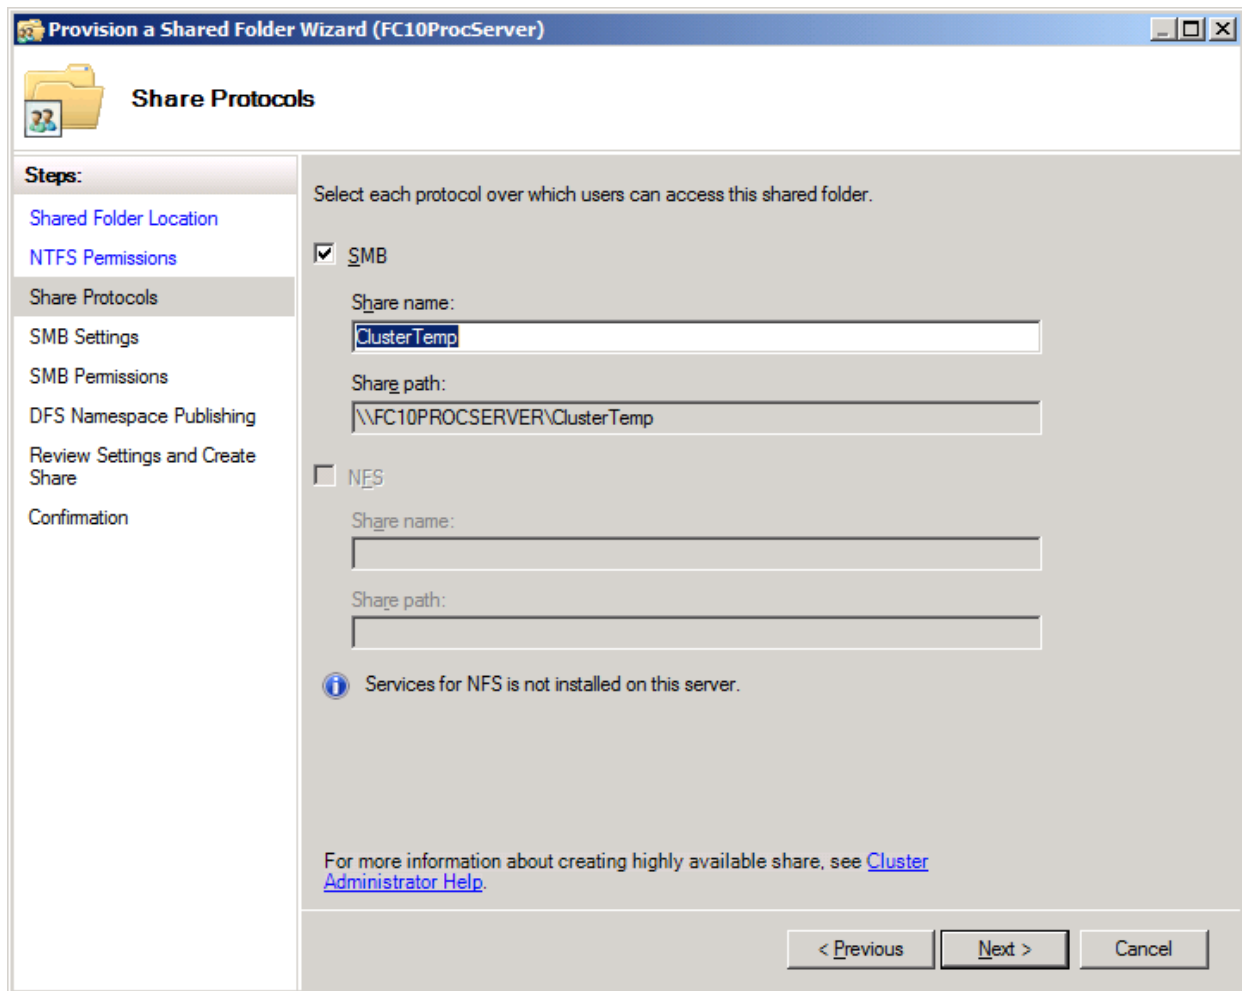 Provision a Shared Folder Wizard (FC10ProcServer)
Share Protocols
Steps:
Shared Folder Location
NTFS Permissions
Share Protocols
SMB Settings
SMB Permissions
DFS Namespace Publishing
Review Settings and Create
Share
Confirmation
Select each protocol over which users can access this shared folder.
SMB
Share name:
ClusterTemp
Share path:
\\FC10PROCSERVER\ClusterTemp
NFS
Share name:
Share path:
Services for NFS is not installed on this server.
For more information about creating highly available share, see Cluster
Administrator Help.
< Previous
Next >
Cancel